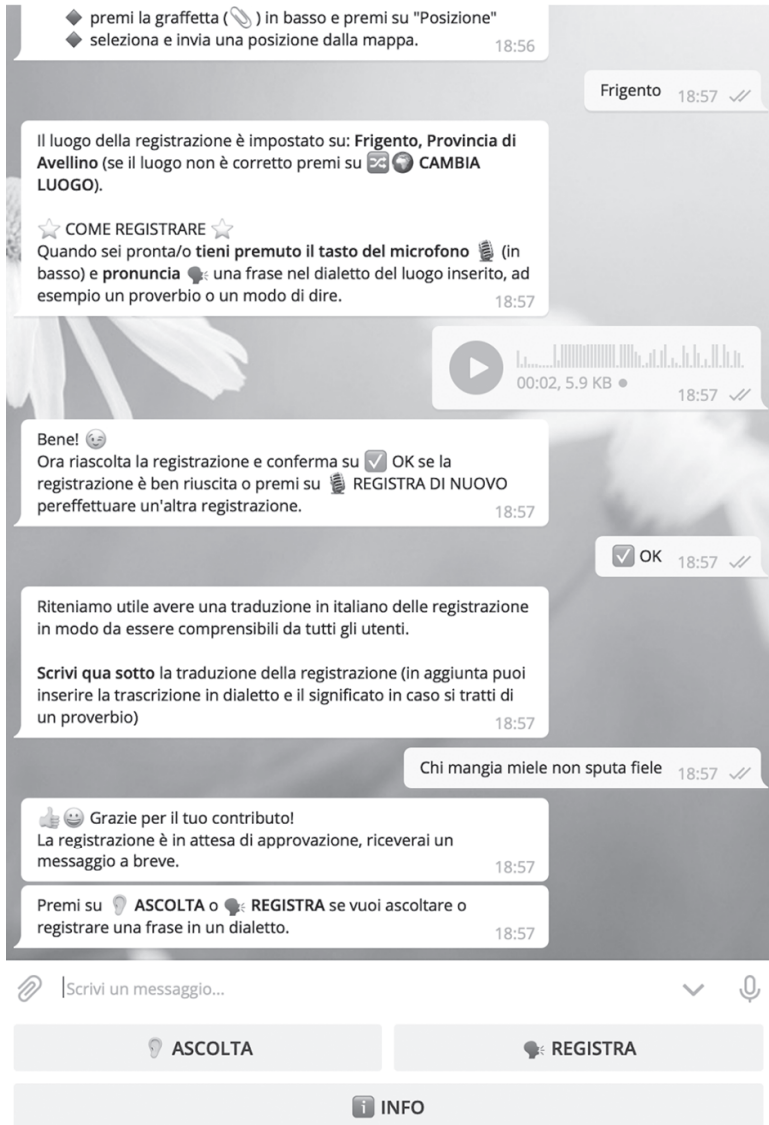 ◆ premi la graffetta (📎) in basso e premi su "Posizione"
◆ seleziona e invia una posizione dalla mappa.
18:56
Frigento 18:57
Il luogo della registrazione è impostato su: Frigento, Provincia di
Avellino (se il luogo non è corretto premi su 🔀🌍 CAMBIA
LUOGO).
⭐ COME REGISTRARE ⭐
Quando sei pronta/o tieni premuto il tasto del microfono 🎙 (in
basso) e pronuncia 🗣 una frase nel dialetto del luogo inserito, ad
esempio un proverbio o un modo di dire.
18:57
00:02, 5.9 KB ●
18:57
Bene! 😉
Ora riascolta la registrazione e conferma su ☑ OK se la
registrazione è ben riuscita o premi su 🎙 REGISTRA DI NUOVO
pereffettuare un'altra registrazione.
18:57
☑ OK 18:57
Riteniamo utile avere una traduzione in italiano delle registrazione
in modo da essere comprensibili da tutti gli utenti.
Scrivi qua sotto la traduzione della registrazione (in aggiunta puoi
inserire la trascrizione in dialetto e il significato in caso si tratti di
un proverbio)
18:57
Chi mangia miele non sputa fiele 18:57
👍😀 Grazie per il tuo contributo!
La registrazione è in attesa di approvazione, riceverai un
messaggio a breve.
18:57
Premi su 👂 ASCOLTA o 🗣 REGISTRA se vuoi ascoltare o
registrare una frase in un dialetto.
18:57
Scrivi un messaggio...
👂 ASCOLTA
🗣 REGISTRA
ℹ INFO